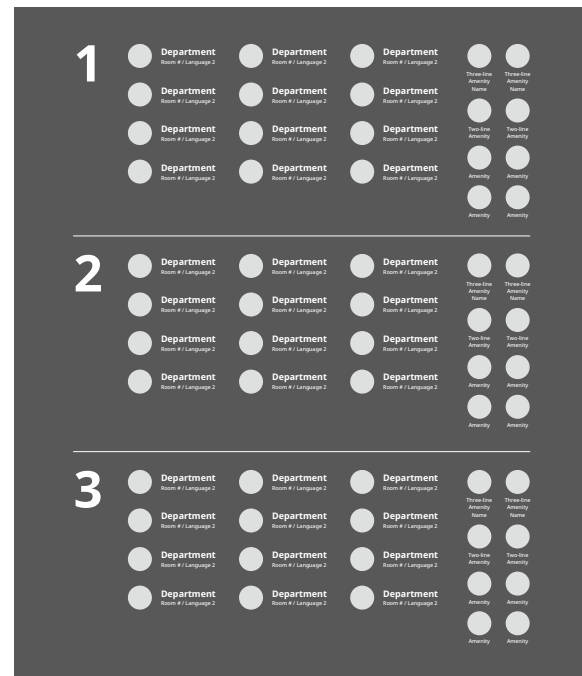 1
Department Department Department
Room # / Language 2 Room # / Language 2 Room # / Language 2
Department Department Department
Room # / Language 2 Room # / Language 2 Room # / Language 2
Department Department Department
Room # / Language 2 Room # / Language 2 Room # / Language 2
Department Department Department
Room # / Language 2 Room # / Language 2 Room # / Language 2
Three-line Three-line
Amenity Amenity
Name Name
Two-line Two-line
Amenity Amenity
Amenity Amenity
Amenity Amenity
2
Department Department Department
Room # / Language 2 Room # / Language 2 Room # / Language 2
Department Department Department
Room # / Language 2 Room # / Language 2 Room # / Language 2
Department Department Department
Room # / Language 2 Room # / Language 2 Room # / Language 2
Department Department Department
Room # / Language 2 Room # / Language 2 Room # / Language 2
Three-line Three-line
Amenity Amenity
Name Name
Two-line Two-line
Amenity Amenity
Amenity Amenity
Amenity Amenity
3
Department Department Department
Room # / Language 2 Room # / Language 2 Room # / Language 2
Department Department Department
Room # / Language 2 Room # / Language 2 Room # / Language 2
Department Department Department
Room # / Language 2 Room # / Language 2 Room # / Language 2
Department Department Department
Room # / Language 2 Room # / Language 2 Room # / Language 2
Three-line Three-line
Amenity Amenity
Name Name
Two-line Two-line
Amenity Amenity
Amenity Amenity
Amenity Amenity